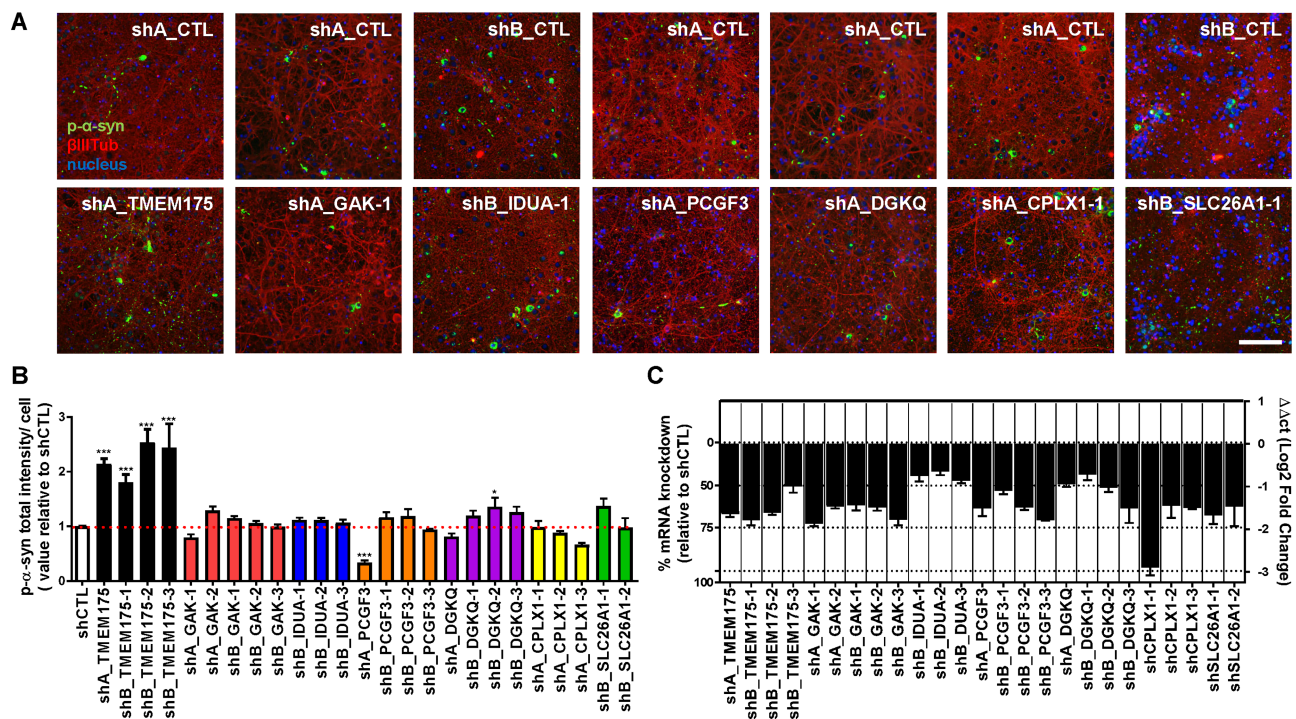 A
shA_CTL
shA_CTL
shB_CTL
shA_CTL
shA_CTL
shA_CTL
shB_CTL
p-α-syn
βIIITub
nucleus
shA_TMEM175
shA_GAK-1
shB_IDUA-1
shA_PCGF3
shA_DGKQ
shA_CPLX1-1
shB_SLC26A1-1
B
p-α-syn total intensity/ cell
( value relative to shCTL)
3
2
1
0
***
***
***
***
***
*
shCTL
shA_TMEM175
shB_TMEM175-1
shB_TMEM175-2
shB_TMEM175-3
shA_GAK-1
shA_GAK-2
shB_GAK-1
shB_GAK-2
shB_GAK-3
shB_IDUA-1
shB_IDUA-2
shB_IDUA-3
shA_PCGF3
shB_PCGF3-1
shB_PCGF3-2
shB_PCGF3-3
shA_DGKQ
shB_DGKQ-1
shB_DGKQ-2
shB_DGKQ-3
shA_CPLX1-1
shA_CPLX1-2
shA_CPLX1-3
shB_SLC26A1-1
shB_SLC26A1-2
C
% mRNA knockdown
(relative to shCTL)
0
50
75
100
1
0
-1
-2
-3
ΔΔct (Log2 Fold Change)
shA_TMEM175
shB_TMEM175-1
shB_TMEM175-2
shB_TMEM175-3
shA_GAK-1
shA_GAK-2
shB_GAK-1
shB_GAK-2
shB_GAK-3
shB_IDUA-1
shB_IDUA-2
shB_DUA-3
shA_PCGF3
shB_PCGF3-1
shB_PCGF3-2
shB_PCGF3-3
shA_DGKQ
shB_DGKQ-1
shB_DGKQ-2
shB_DGKQ-3
shCPLX1-1
shCPLX1-2
shCPLX1-3
shSLC26A1-1
shSLC26A1-2